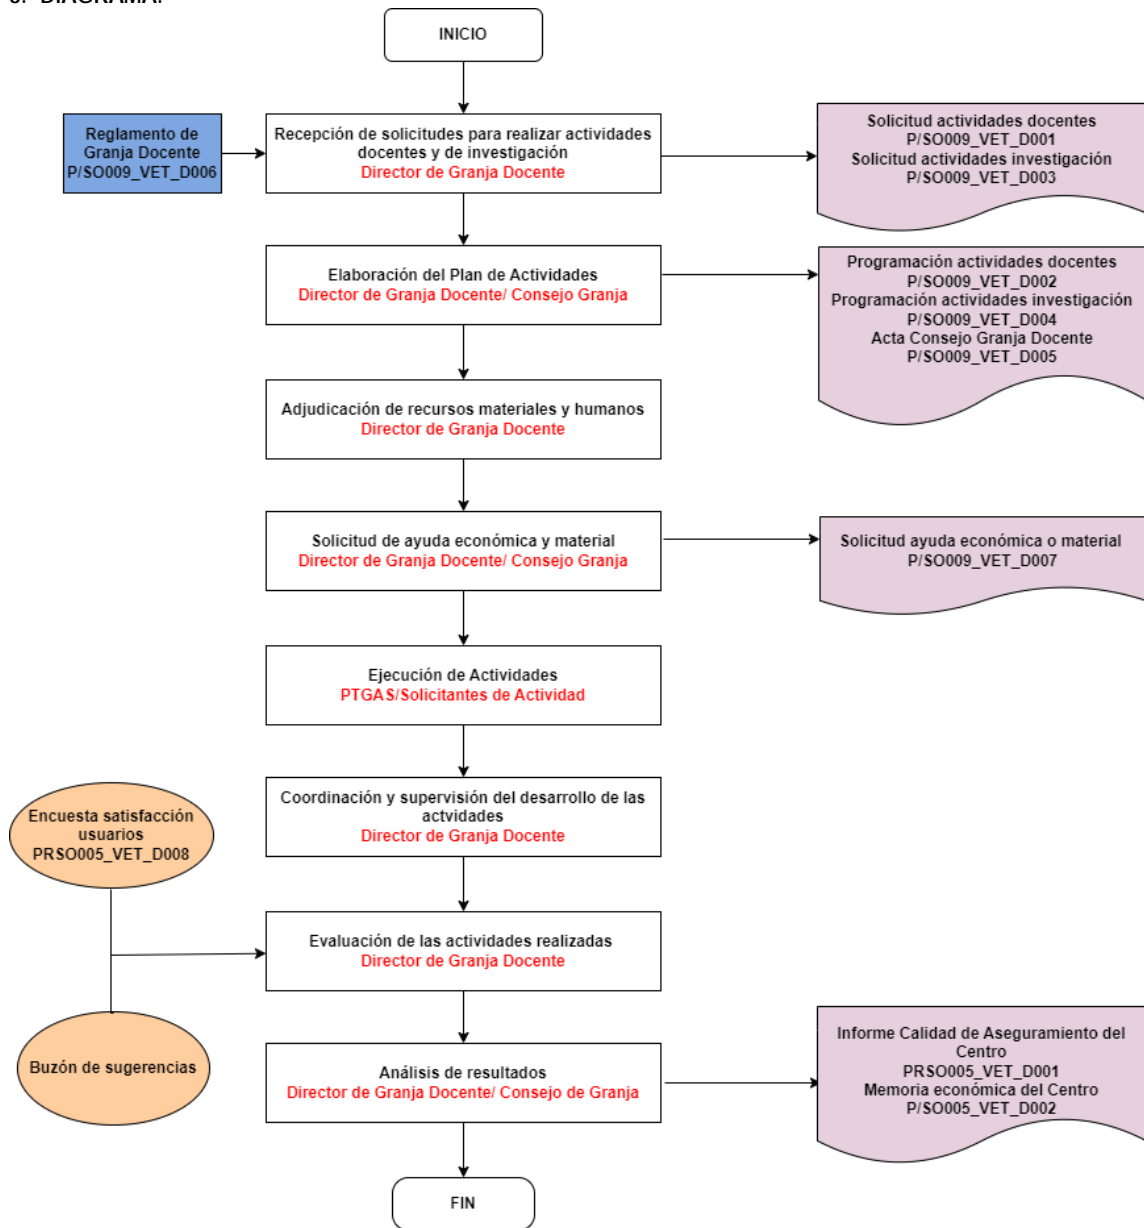 INICIO
Reglamento de
Granja Docente
P/SO009_VET_D006
Recepción de solicitudes para realizar actividades
docentes y de investigación
Director de Granja Docente
Solicitud actividades docentes
P/SO009_VET_D001
Solicitud actividades investigación
P/SO009_VET_D003
Elaboración del Plan de Actividades
Director de Granja Docente/ Consejo Granja
Programación actividades docentes
P/SO009_VET_D002
Programación actividades investigación
P/SO009_VET_D004
Acta Consejo Granja Docente
P/SO009_VET_D005
Adjudicación de recursos materiales y humanos
Director de Granja Docente
Solicitud de ayuda económica y material
Director de Granja Docente/ Consejo Granja
Solicitud ayuda económica o material
P/SO009_VET_D007
Ejecución de Actividades
PTGAS/Solicitantes de Actividad
Coordinación y supervisión del desarrollo de las
actvdades
Director de Granja Docente
Encuesta satisfacción
usuarios
PRSO005_VET_D008
Evaluación de las actividades realizadas
Director de Granja Docente
Buzón de sugerencias
Análisis de resultados
Director de Granja Docente/ Consejo de Granja
Informe Calidad de Aseguramiento del
Centro
PRSO005_VET_D001
Memoria económica del Centro
P/SO005_VET_D002
FIN